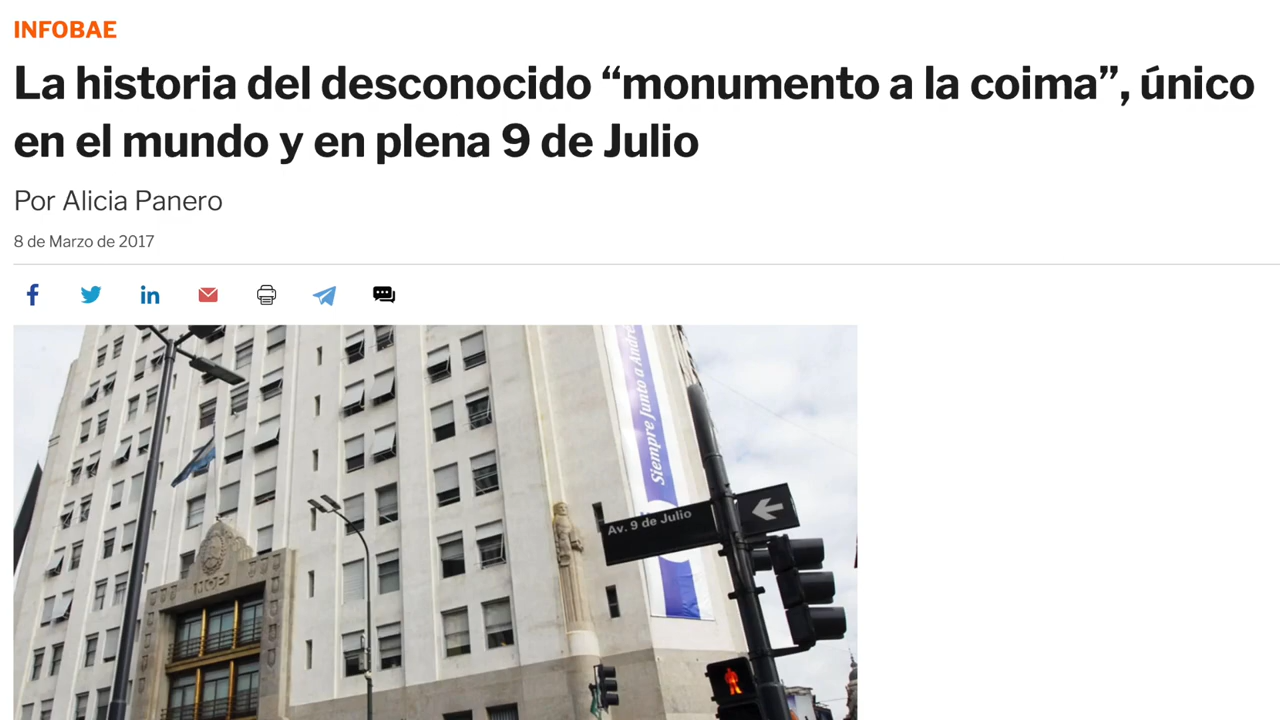 INFOBAE
La historia del desconocido “monumento a la coima”, único
en el mundo y en plena 9 de Julio
Por Alicia Panero
8 de Marzo de 2017
Siempre Junto a André
Av. 9 de Julio